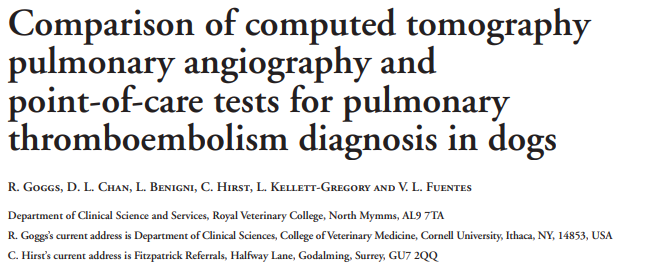 Comparison of computed tomography
pulmonary angiography and
point-of-care tests for pulmonary
thromboembolism diagnosis in dogs
R. Goggs, D. L. Chan, L. Benigni, C. Hirst, L. Kellett-Gregory and V. L. Fuentes
Department of Clinical Science and Services, Royal Veterinary College, North Mymms, AL9 7TA
R. Goggs's current address is Department of Clinical Sciences, College of Veterinary Medicine, Cornell University, Ithaca, NY, 14853, USA
C. Hirst's current address is Fitzpatrick Referrals, Halfway Lane, Godalming, Surrey, GU7 2QQ